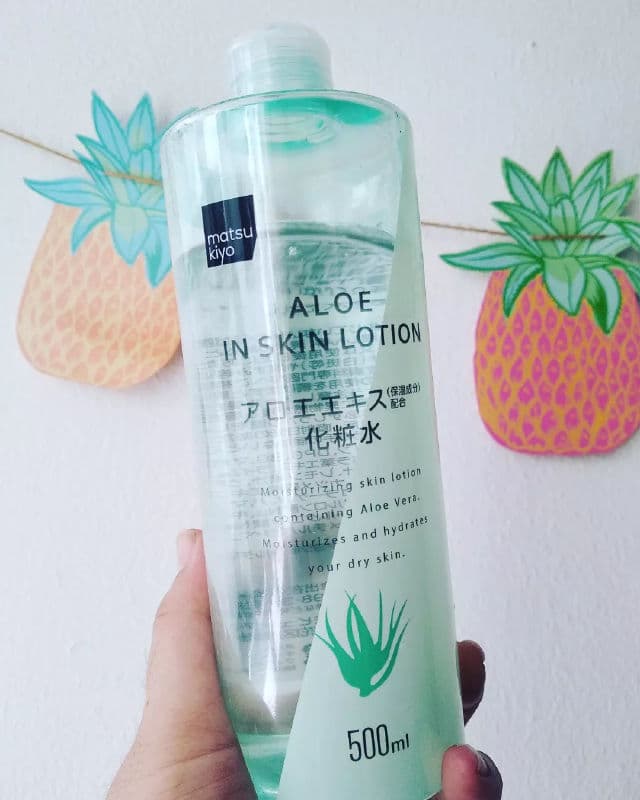 matsu
kiyo
ALOE
IN SKIN LOTION
アロエエキス(保湿成分)配合
化粧水
Moisturizing skin lotion
containing Aloe Vera.
Moisturizes and hydrates
your dry skin.
500ml